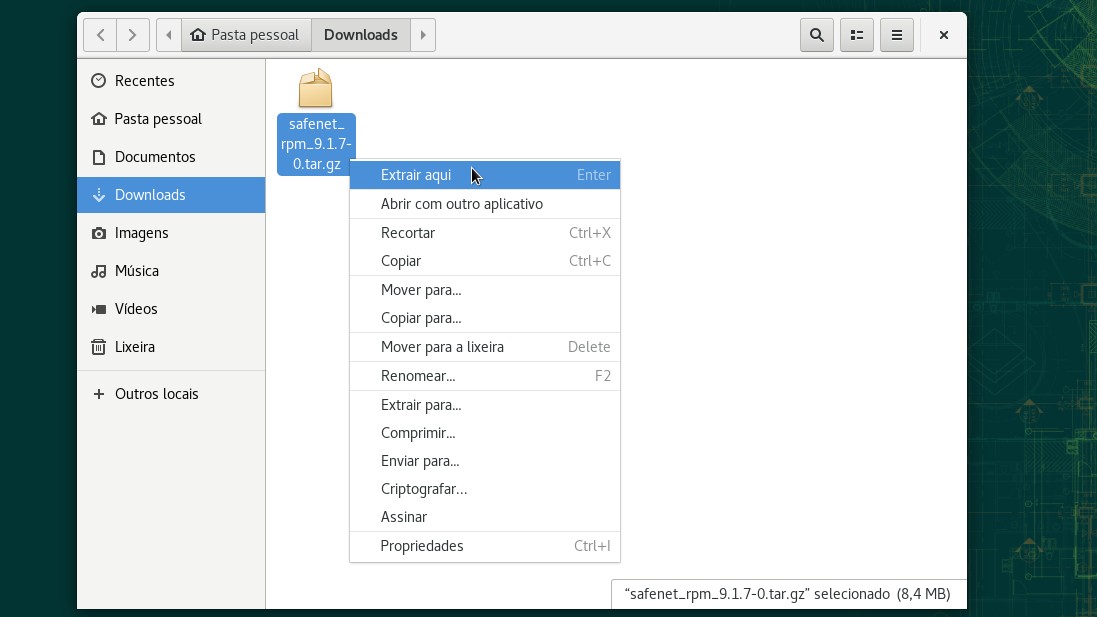 Pasta pessoal
Downloads
Recentes
Pasta pessoal
Documentos
Downloads
Imagens
Música
Vídeos
Lixeira
Outros locais
safenet_
rpm_9.1.7-
0.tar.gz
Extrair aqui Enter
Abrir com outro aplicativo
Recortar Ctrl+X
Copiar Ctrl+C
Mover para...
Copiar para...
Mover para a lixeira Delete
Renomear... F2
Extrair para...
Comprimir...
Enviar para...
Criptografar...
Assinar
Propriedades Ctrl+I
“safenet_rpm_9.1.7-0.tar.gz” selecionado (8,4 MB)